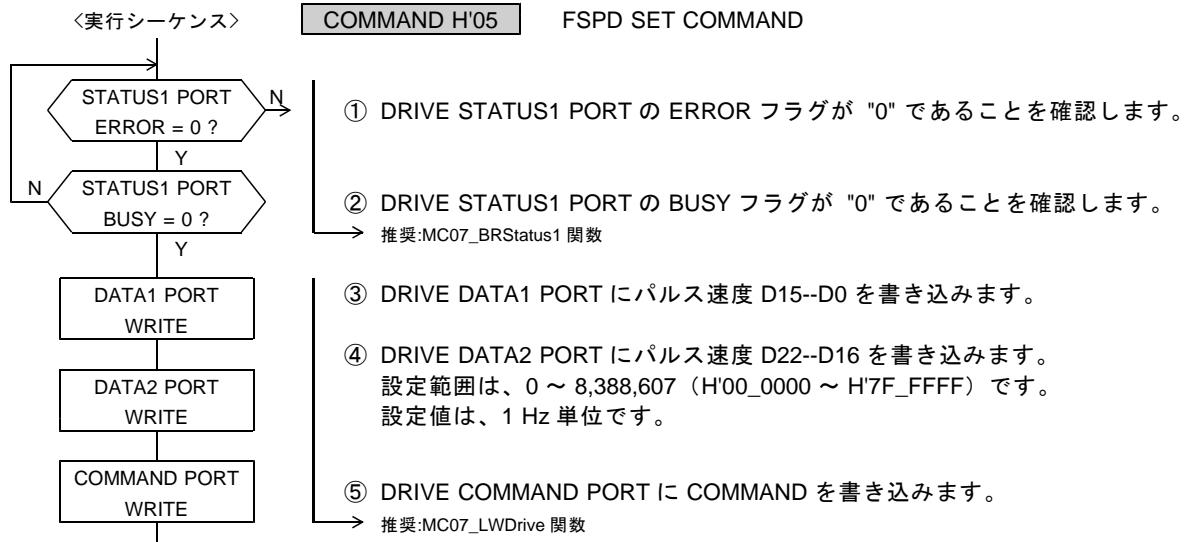 〈実行シーケンス〉 COMMAND H'05 FSPD SET COMMAND
STATUS1 PORT
ERROR = 0 ?
N
Y
① DRIVE STATUS1 PORT の ERROR フラグが "0" であることを確認します。
N
STATUS1 PORT
BUSY = 0 ?
Y
② DRIVE STATUS1 PORT の BUSY フラグが "0" であることを確認します。
推奨:MC07_BRStatus1 関数
DATA1 PORT
WRITE
③ DRIVE DATA1 PORT にパルス速度 D15--D0 を書き込みます。
DATA2 PORT
WRITE
④ DRIVE DATA2 PORT にパルス速度 D22--D16 を書き込みます。
設定範囲は、0 ～ 8,388,607（H'00_0000 ～ H'7F_FFFF）です。
設定値は、1 Hz 単位です。
COMMAND PORT
WRITE
⑤ DRIVE COMMAND PORT に COMMAND を書き込みます。
推奨:MC07_LWDrive 関数